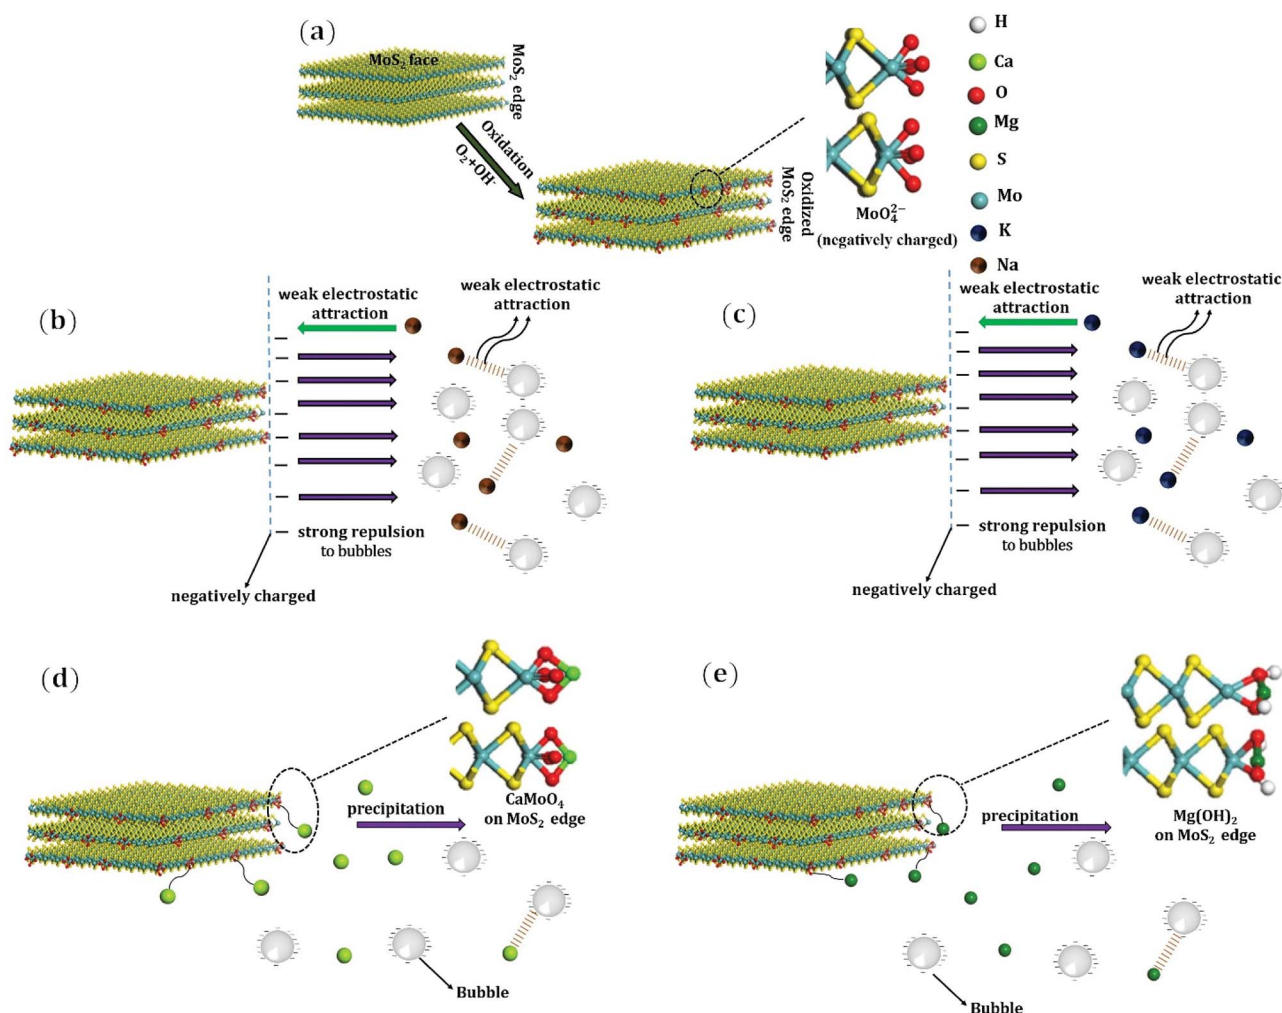 (a)
MoS₂ face
MoS₂ edge
Oxidation
O₂+OH⁻
Oxidized
MoS₂ edge
MoO₄²⁻
(negatively charged)
H
Ca
O
Mg
S
Mo
K
Na
(b)
weak electrostatic
attraction
weak electrostatic
attraction
strong repulsion
to bubbles
negatively charged
(c)
weak electrostatic
attraction
weak electrostatic
attraction
strong repulsion
to bubbles
negatively charged
(d)
precipitation
CaMoO₄
on MoS₂ edge
Bubble
(e)
precipitation
Mg(OH)₂
on MoS₂ edge
Bubble